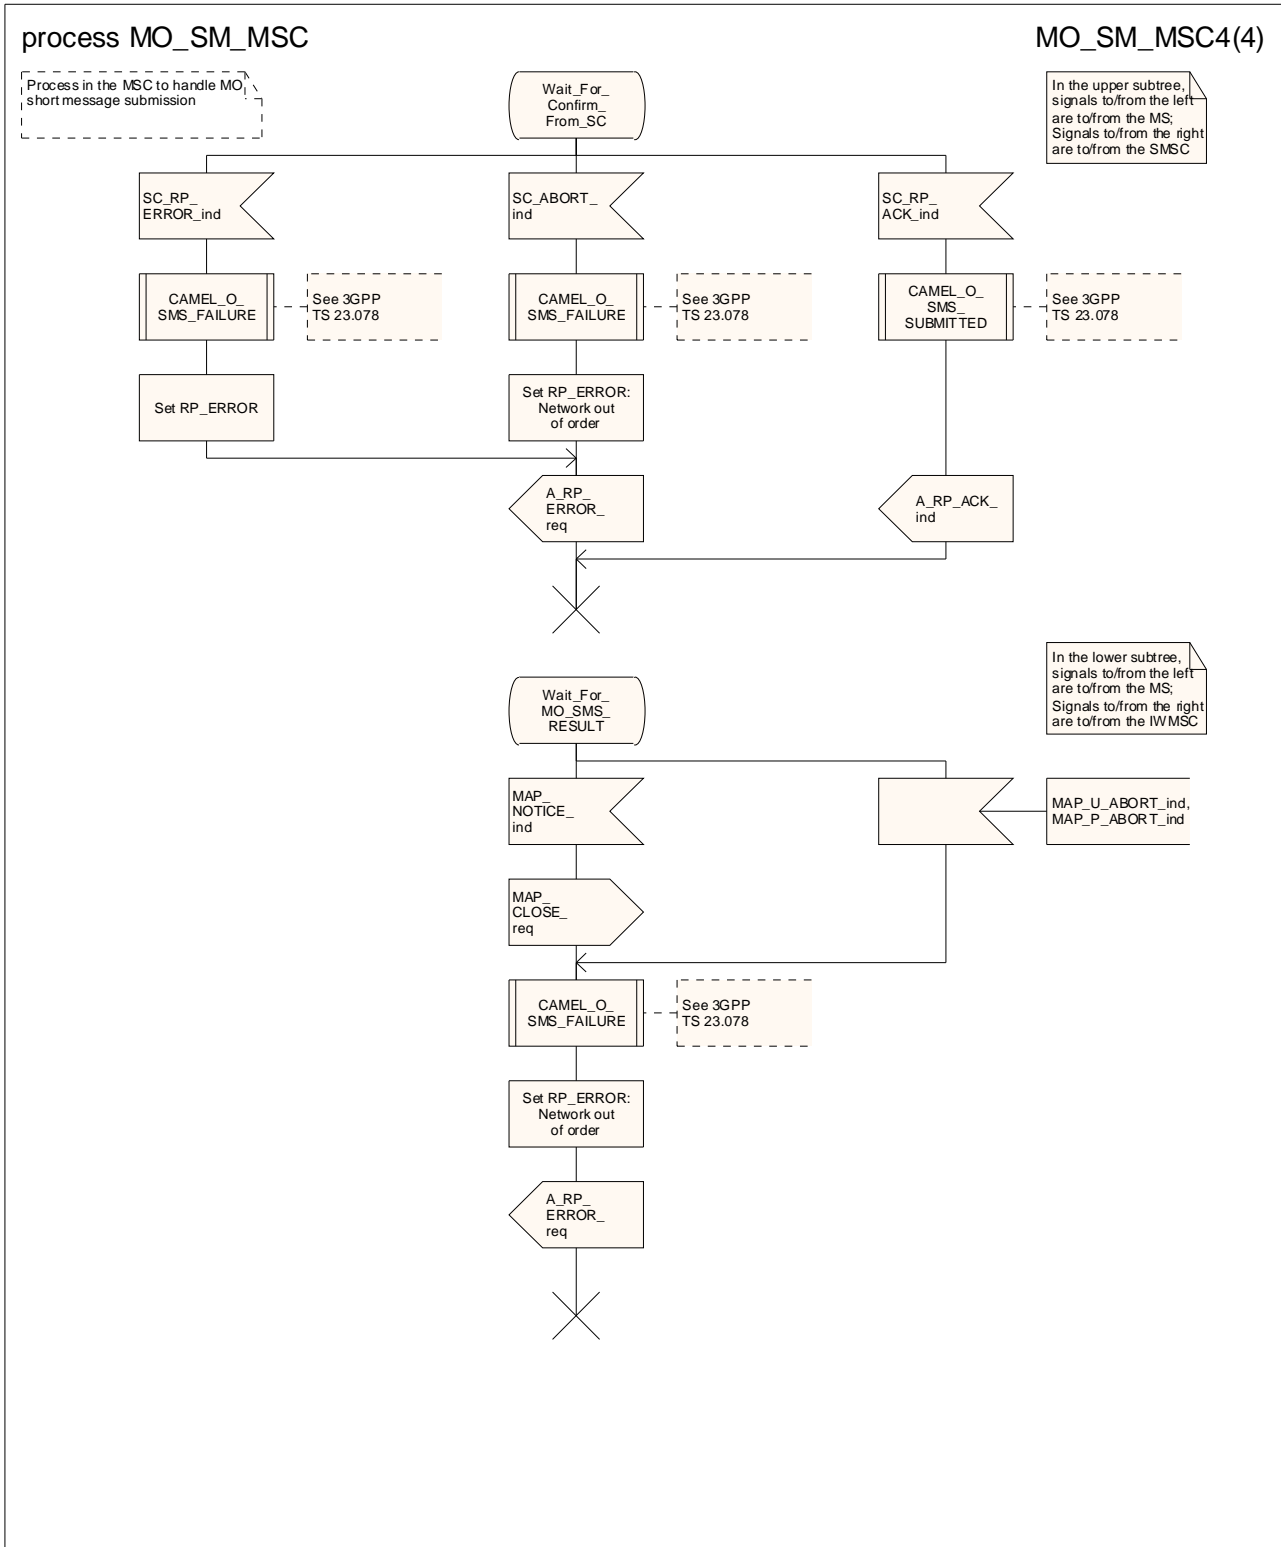 process MO_SM_MSC
MO_SM_MSC4(4)
Process in the MSC to handle MO
short message submission
Wait_For_
Confirm_
From_SC
In the upper subtree,
signals to/from the left
are to/from the MS;
Signals to/from the right
are to/from the SMSC
SC_RP_
ERROR_ind
SC_ABORT_
ind
SC_RP_
ACK_ind
CAMEL_O_
SMS_FAILURE
See 3GPP
TS 23.078
CAMEL_O_
SMS_FAILURE
See 3GPP
TS 23.078
CAMEL_O_
SMS_
SUBMITTED
See 3GPP
TS 23.078
Set RP_ERROR
Set RP_ERROR:
Network out
of order
A_RP_
ERROR_
req
A_RP_ACK_
ind
In the lower subtree,
signals to/from the left
are to/from the MS;
Signals to/from the right
are to/from the IWMSC
Wait_For_
MO_SMS_
RESULT
MAP_
NOTICE_
ind
MAP_U_ABORT_ind,
MAP_P_ABORT_ind
MAP_
CLOSE_
req
CAMEL_O_
SMS_FAILURE
See 3GPP
TS 23.078
Set RP_ERROR:
Network out
of order
A_RP_
ERROR_
req